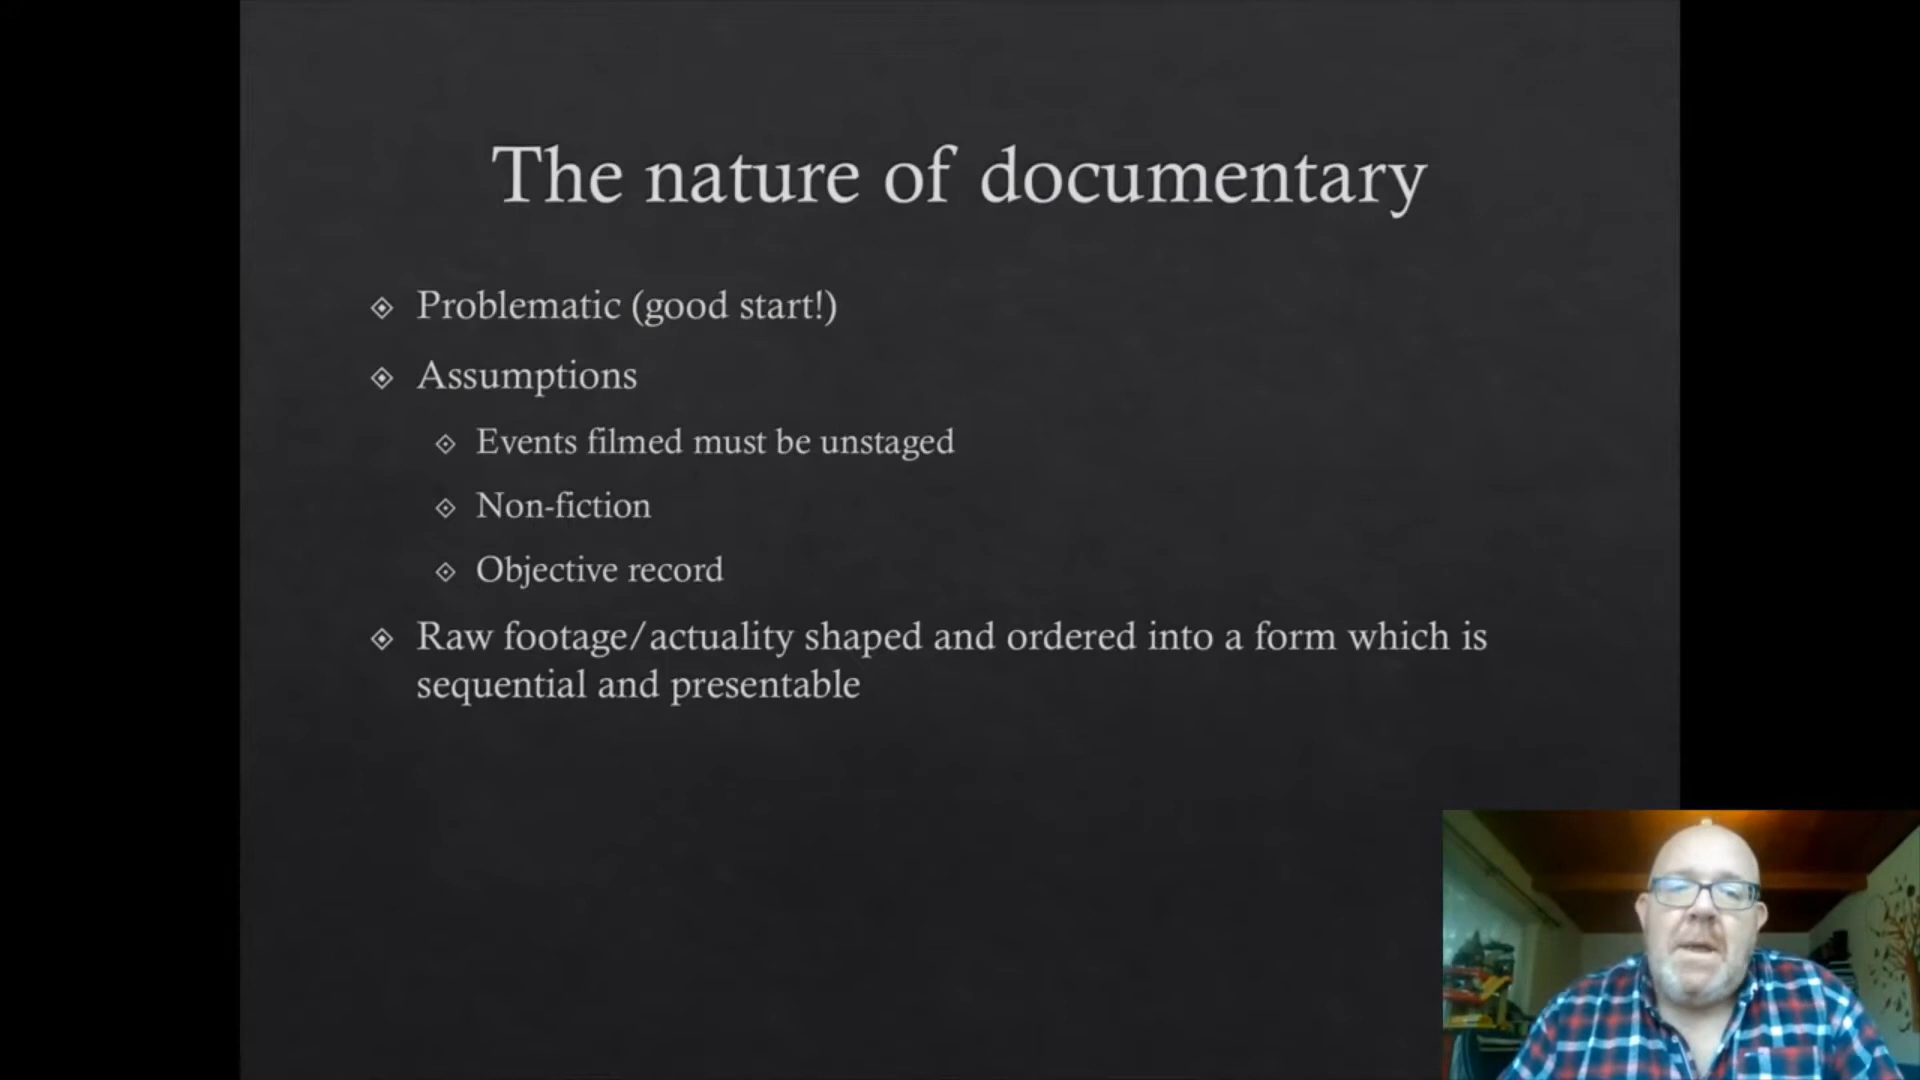 The nature of documentary
Problematic (good start!)
Assumptions
Events filmed must be unstaged
Non-fiction
Objective record
Raw footage/actuality shaped and ordered into a form which is
sequential and presentable